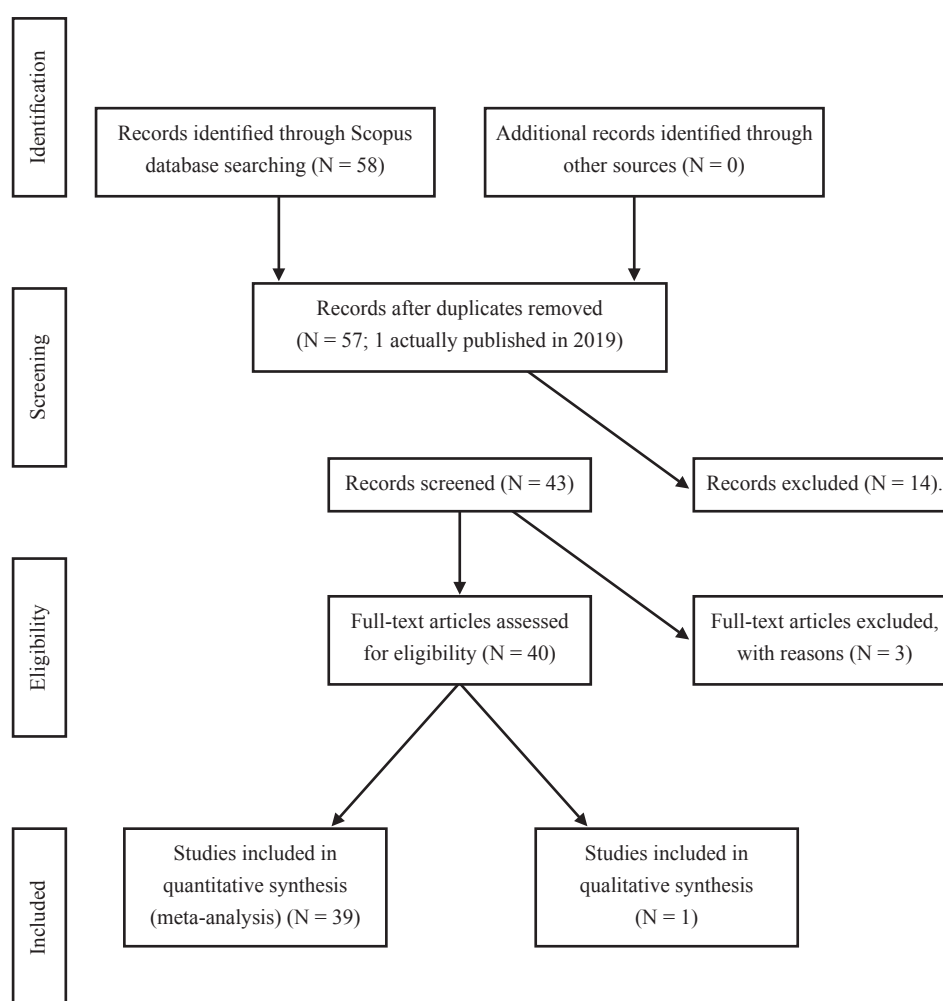 Identification
Records identified through Scopus
database searching (N = 58)
Additional records identified through
other sources (N = 0)
Screening
Records after duplicates removed
(N = 57; 1 actually published in 2019)
Records screened (N = 43)
Records excluded (N = 14).
Eligibility
Full-text articles assessed
for eligibility (N = 40)
Full-text articles excluded,
with reasons (N = 3)
Included
Studies included in
quantitative synthesis
(meta-analysis) (N = 39)
Studies included in
qualitative synthesis
(N = 1)